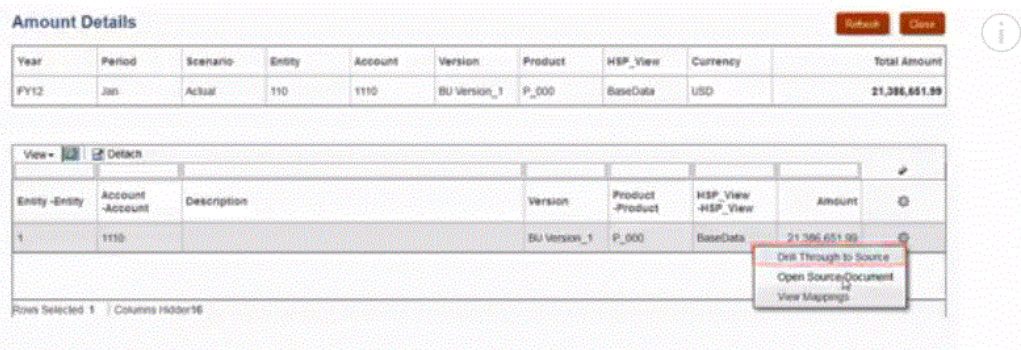 Amount Details
Refresh Close
Year Period Scenario Entity Account Version Product HSP_View Currency Total Amount
FY12 Jan Actual 110 1110 BU Version_1 P_000 BaseData USD 21,386,651.99
View Detach
Entity -Entity Account -Account Description Version Product -Product HSP_View -HSP_View Amount
1 1110 BU Version_1 P_000 BaseData 21,386,651.99
Drill Through to Source
Open Source Document
View Mappings
Rows Selected 1 Columns Hidden 16